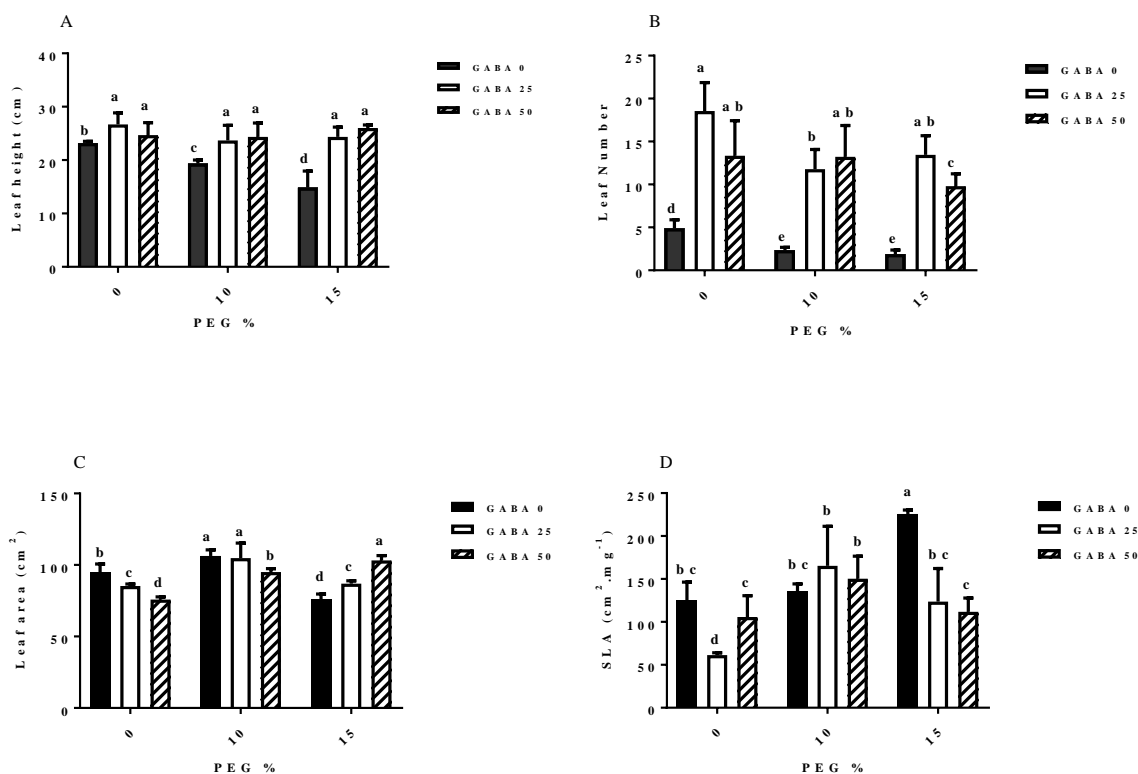 A
Leaf height (cm)
40
30
20
10
0
b
a
a
c
a
a
d
a
a
0
10
15
PEG %
GABA 0
GABA 25
GABA 50
B
Leaf Number
25
20
15
10
5
0
d
a
ab
e
b
ab
e
ab
c
0
10
15
PEG %
GABA 0
GABA 25
GABA 50
C
Leaf area (cm²)
150
100
50
0
b
c
d
a
a
b
d
c
a
0
10
15
PEG %
GABA 0
GABA 25
GABA 50
D
SLA (cm².mg⁻¹)
250
200
150
100
50
0
bc
d
c
bc
b
b
a
bc
c
0
10
15
PEG %
GABA 0
GABA 25
GABA 50